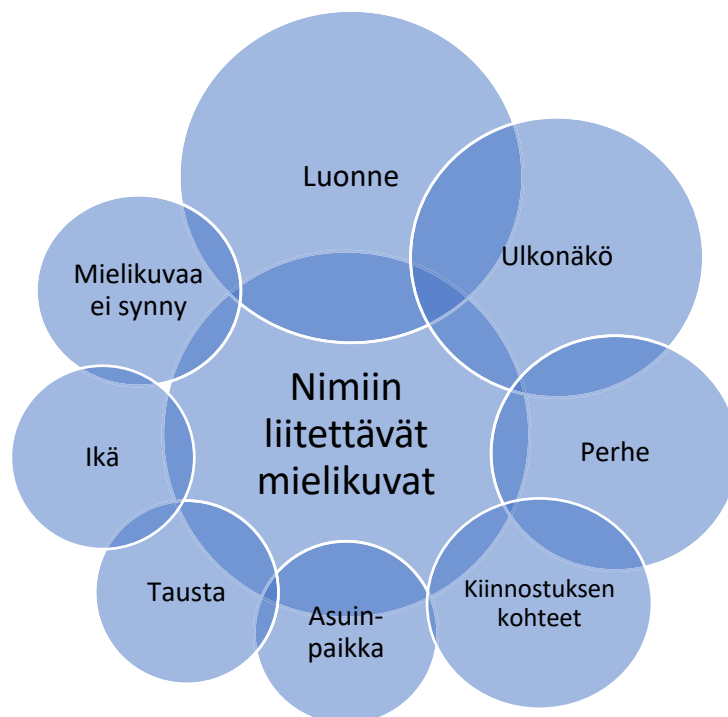 Luonne
Ulkonäkö
Perhe
Kiinnostuksen
kohteet
Asuin-
paikka
Tausta
Ikä
Mielikuvaa
ei synny
Nimiin
liitettävät
mielikuvat